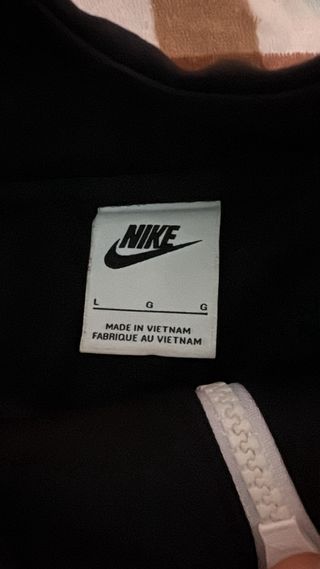 NIKE
L G G
MADE IN VIETNAM
FABRIQUE AU VIETNAM